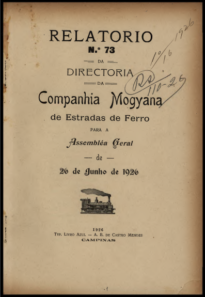 RELATORIO
N.º 73
DA
DIRECTORIA
DA
Companhia Mogyana
de Estradas de Ferro
PARA A
Assembléa Geral
de
26 de Junho de 1926
1926
CAMPINAS